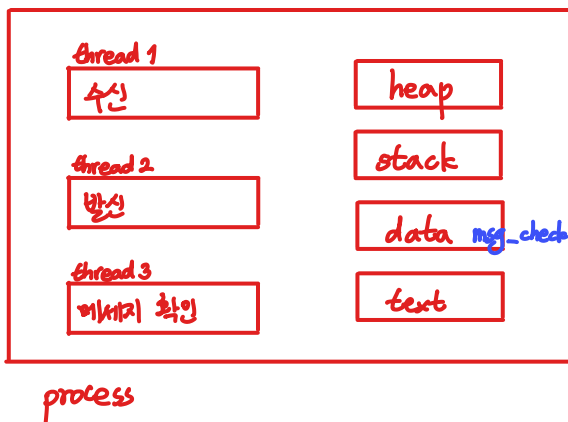 thread 1
수신
thread 2
발신
thread 3
메세지 확인
heap
stack
data
text
process